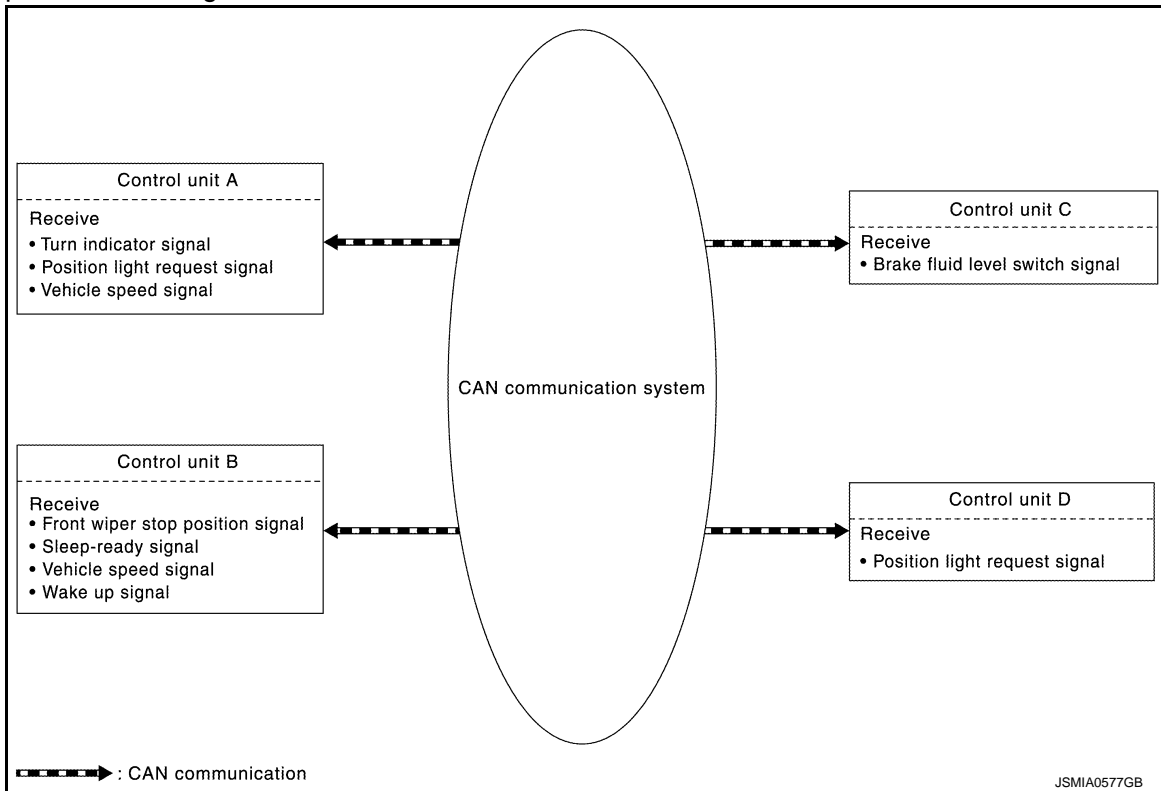 Control unit A
Receive
• Turn indicator signal
• Position light request signal
• Vehicle speed signal
Control unit B
Receive
• Front wiper stop position signal
• Sleep-ready signal
• Vehicle speed signal
• Wake up signal
CAN communication system
Control unit C
Receive
• Brake fluid level switch signal
Control unit D
Receive
• Position light request signal
: CAN communication
JSMIA0577GB